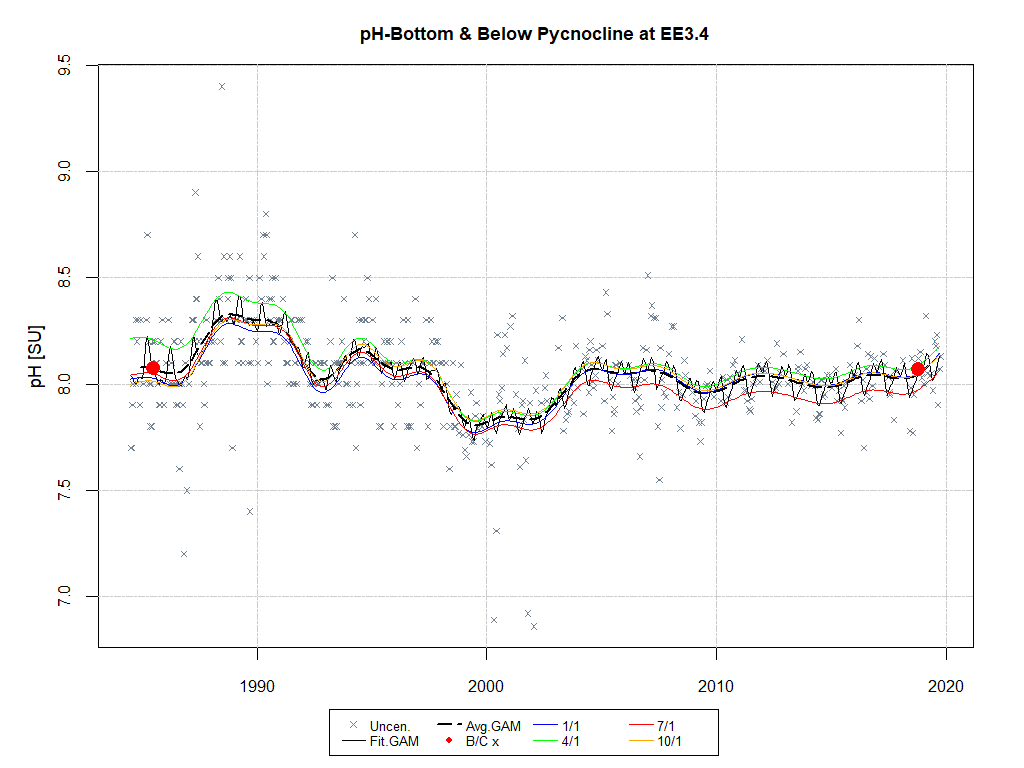 pH-Bottom & Below Pycnocline at EE3.4
9.5
9.0
8.5
8.0
7.5
7.0
pH [SU]
1990 2000 2010 2020
Uncen. Avg.GAM 1/1 7/1
Fit.GAM B/C x 4/1 10/1